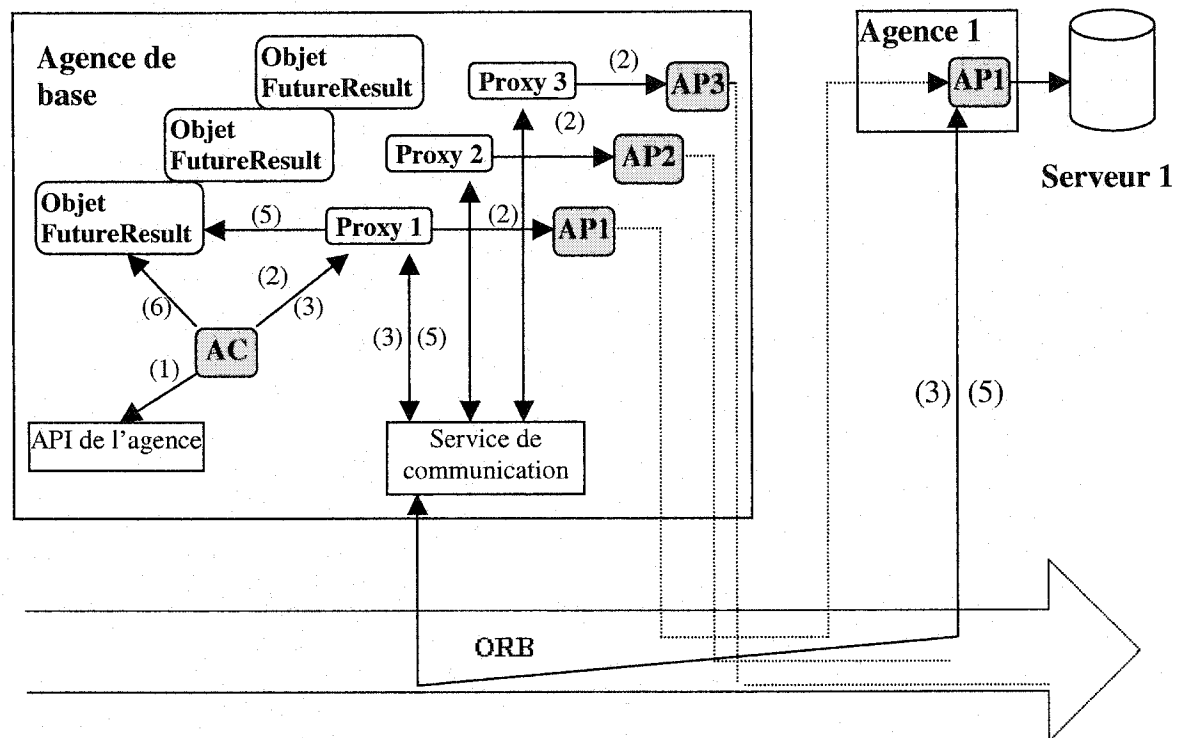 Agence de
base
Objet
FutureResult
Objet
FutureResult
Objet
FutureResult
Proxy 3
(2)
AP3
(2)
Proxy 2
AP2
(5)
Proxy 1
(2)
AP1
(2)
(3)
(6)
AC
(3)
(5)
(1)
API de l'agence
Service de
communication
Agence 1
AP1
Serveur 1
(3)
(5)
ORB